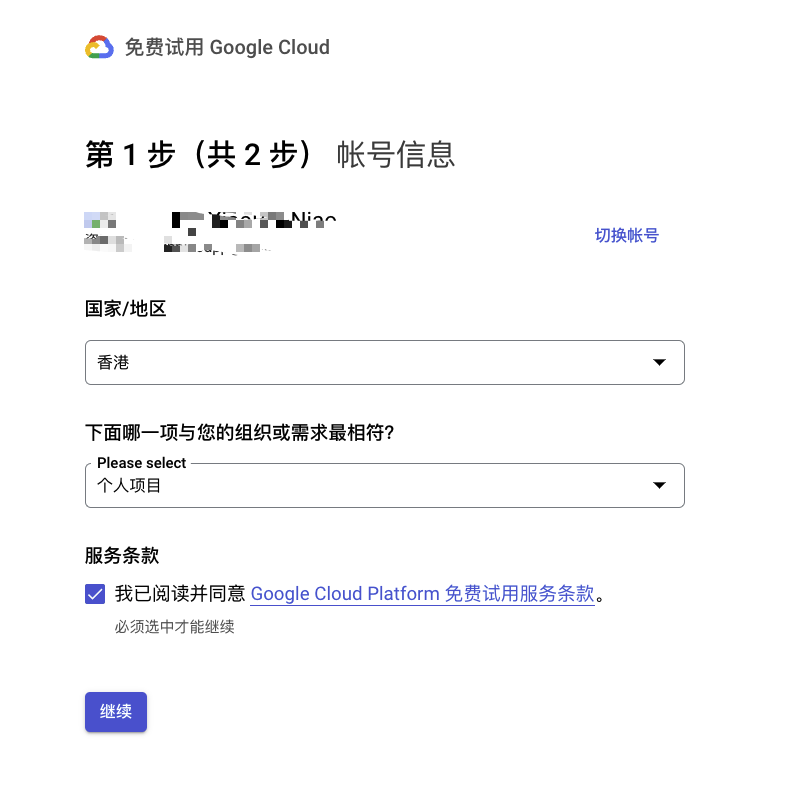 免费试用 Google Cloud
第 1 步（共 2 步） 帐号信息
切换帐号
国家/地区
香港
下面哪一项与您的组织或需求最相符?
Please select
个人项目
服务条款
我已阅读并同意 Google Cloud Platform 免费试用服务条款。
必须选中才能继续
继续